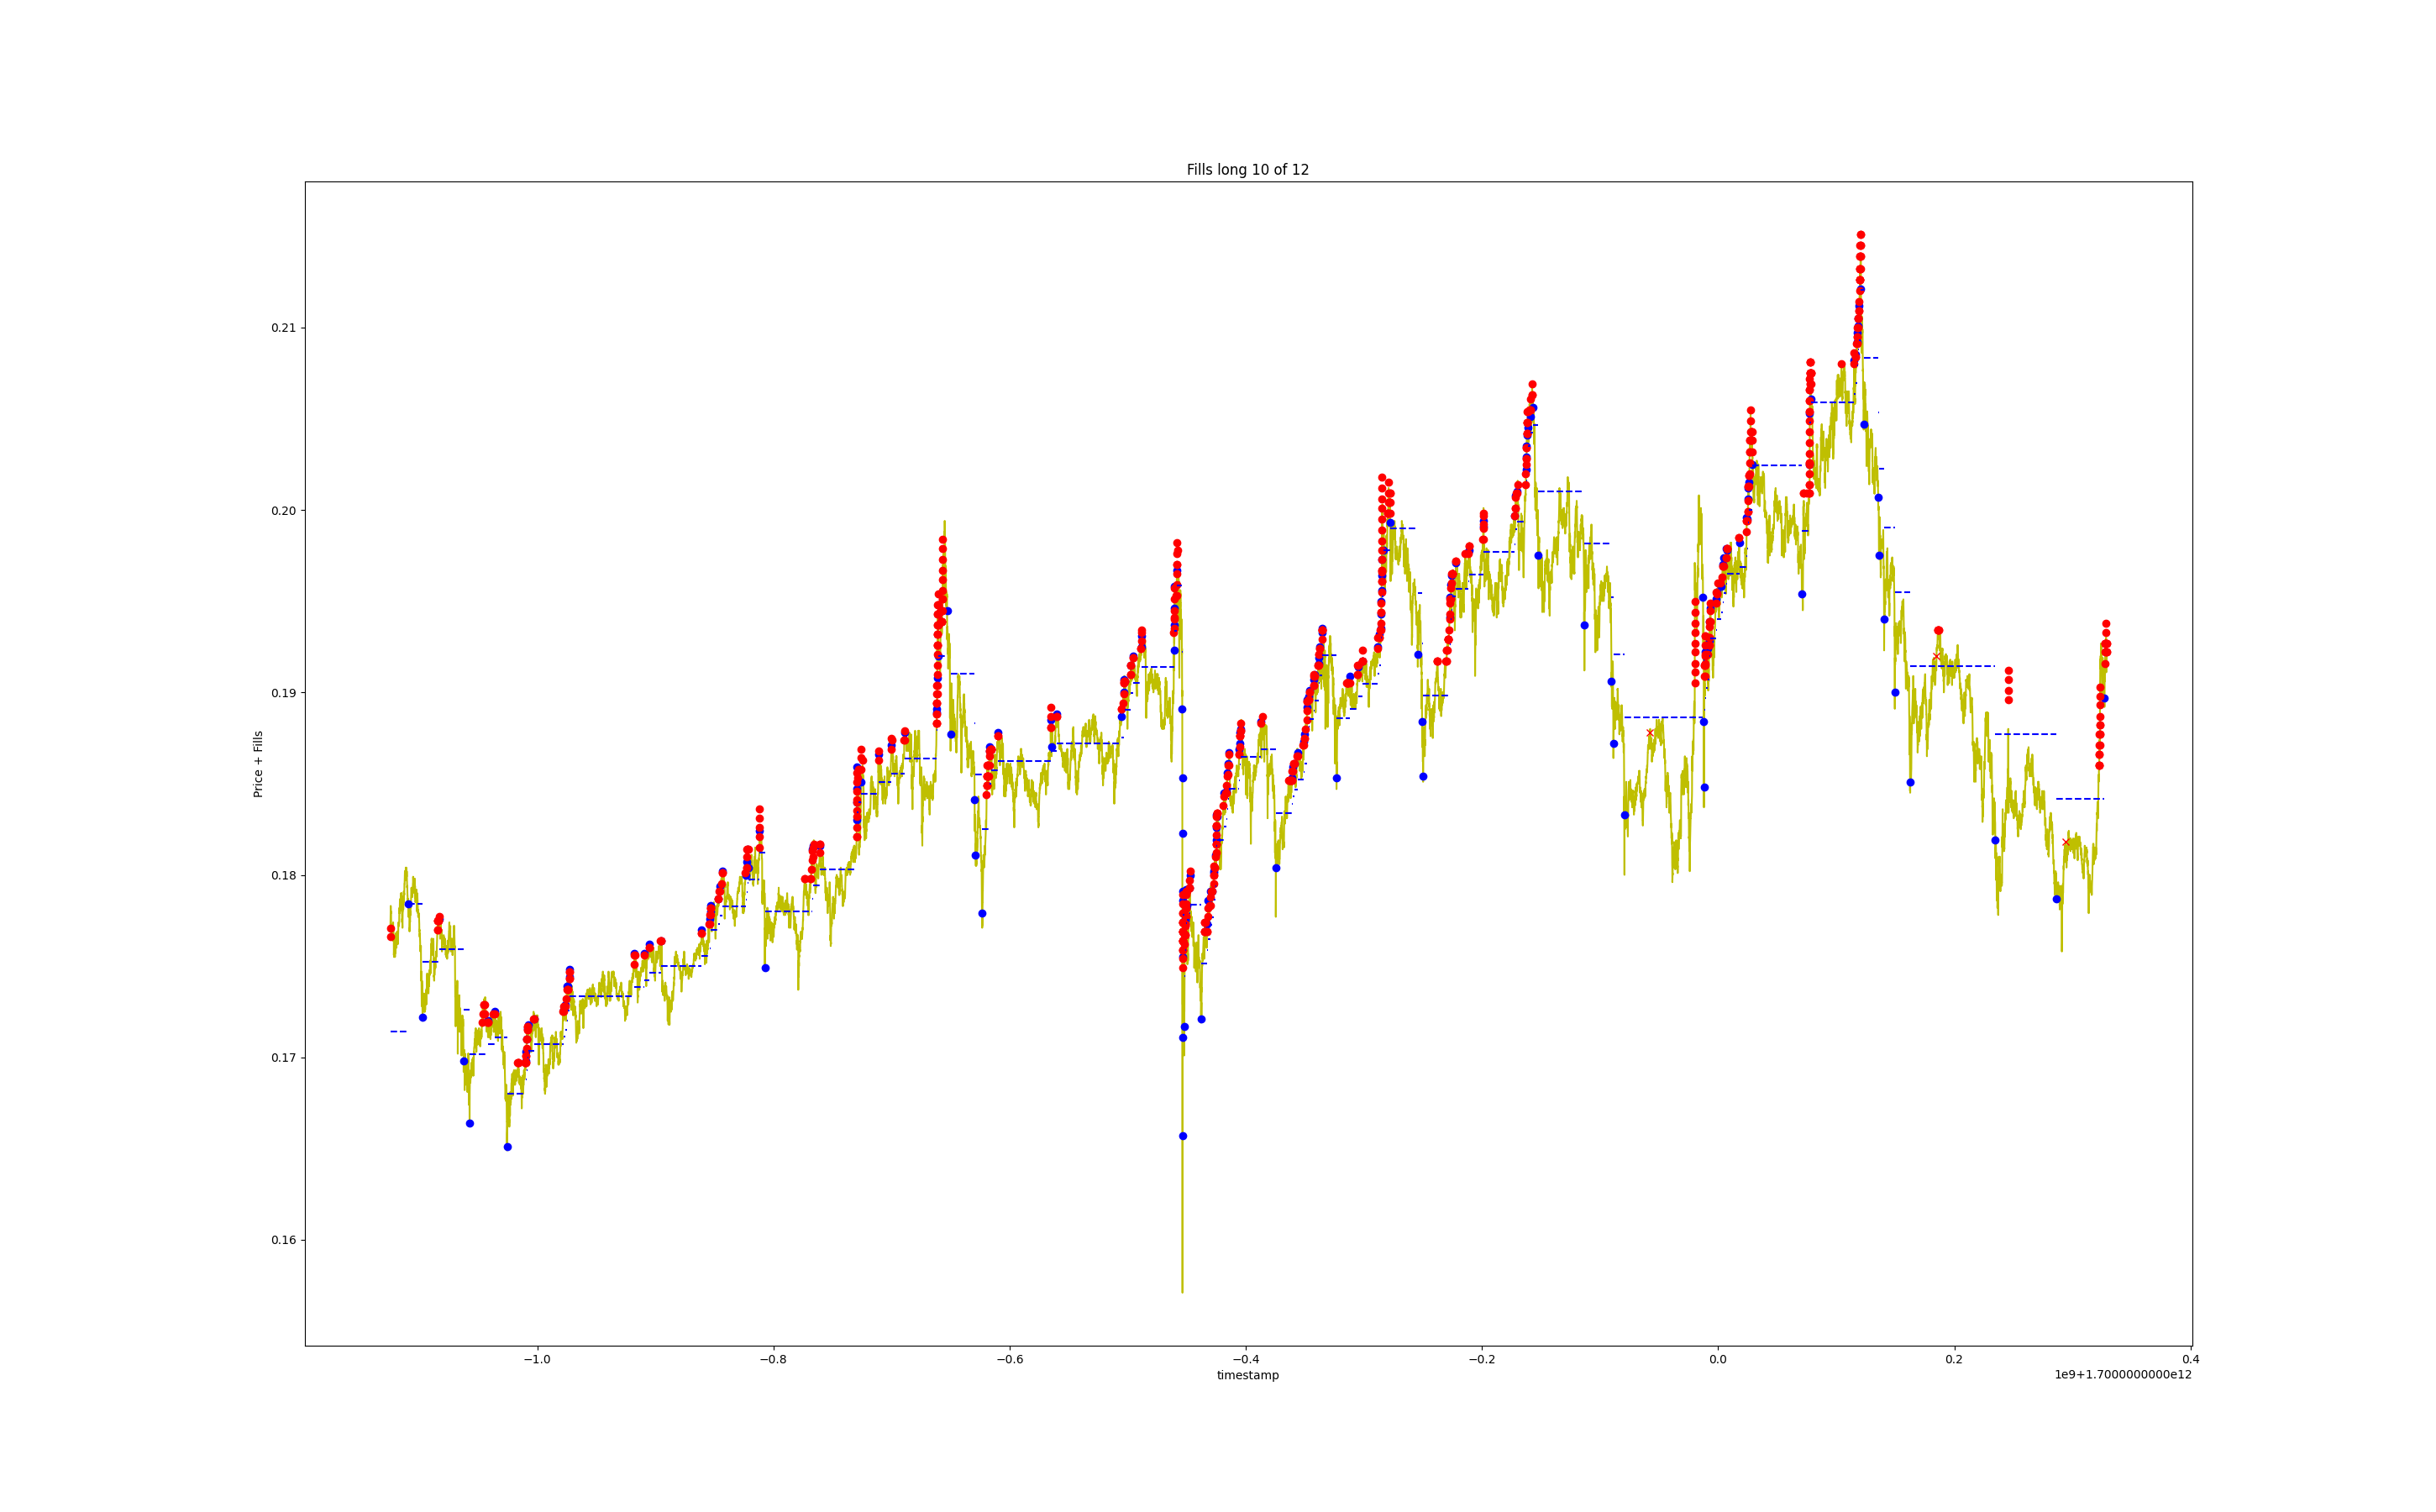 Fills long 10 of 12
Price + Fills
0.21
0.20
0.19
0.18
0.17
0.16
−1.0 −0.8 −0.6 −0.4 −0.2 0.0 0.2 0.4
timestamp
1e9+1.7000000000e12